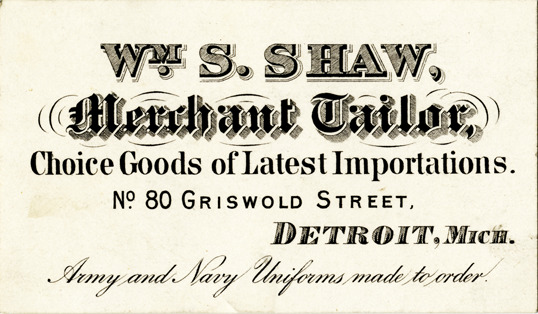 Wm S. SHAW,
Merchant Tailor,
Choice Goods of Latest Importations.
No 80 GRISWOLD STREET,
DETROIT, MICH.
Army and Navy Uniforms made to order.